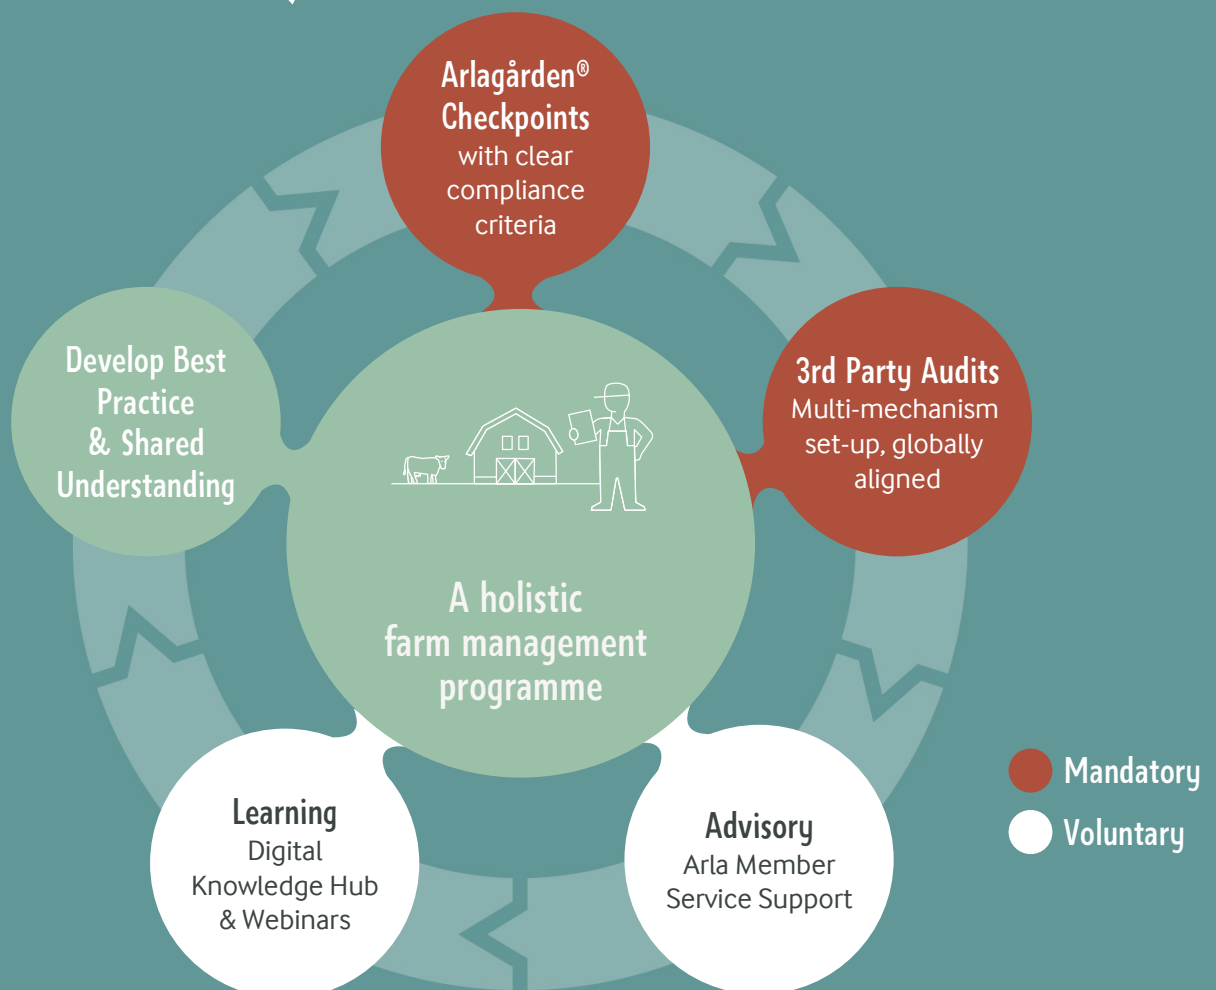 Arlagården®
Checkpoints
with clear
compliance
criteria
3rd Party Audits
Multi-mechanism
set-up, globally
aligned
Develop Best
Practice
& Shared
Understanding
A holistic
farm management
programme
Learning
Digital
Knowledge Hub
& Webinars
Advisory
Arla Member
Service Support
Mandatory
Voluntary